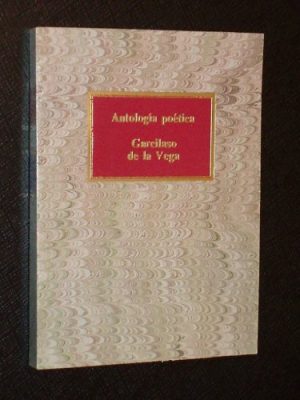 Antología poética
Garcilaso
de la Vega